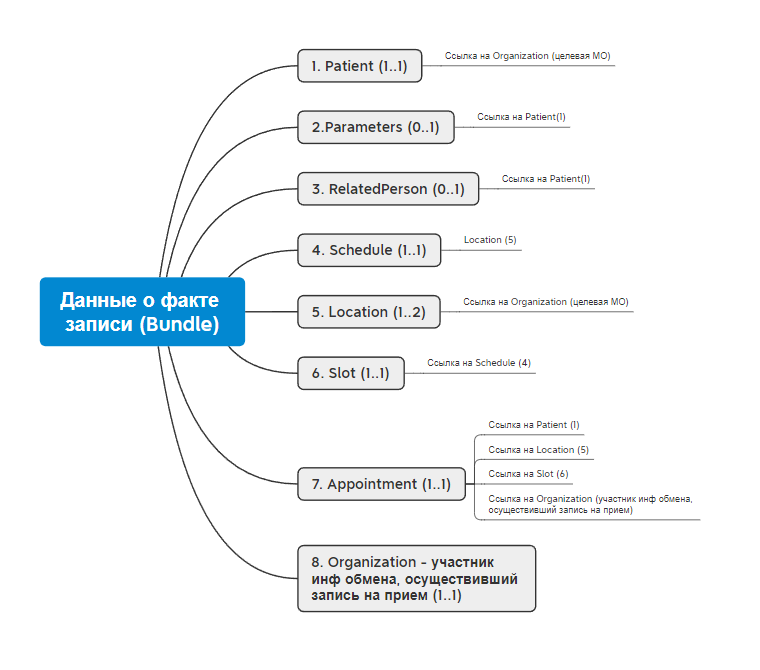 Данные о факте
записи (Bundle)
1. Patient (1..1)
Ссылка на Organization (целевая МО)
2.Parameters (0..1)
Ссылка на Patient(1)
3. RelatedPerson (0..1)
Ссылка на Patient(1)
4. Schedule (1..1)
Location (5)
5. Location (1..2)
Ссылка на Organization (целевая МО)
6. Slot (1..1)
Ссылка на Schedule (4)
7. Appointment (1..1)
Ссылка на Patient (1)
Ссылка на Location (5)
Ссылка на Slot (6)
Ссылка на Organization (участник инф обмена,
осуществивший запись на прием)
8. Organization - участник
инф обмена, осуществивший
запись на прием (1..1)